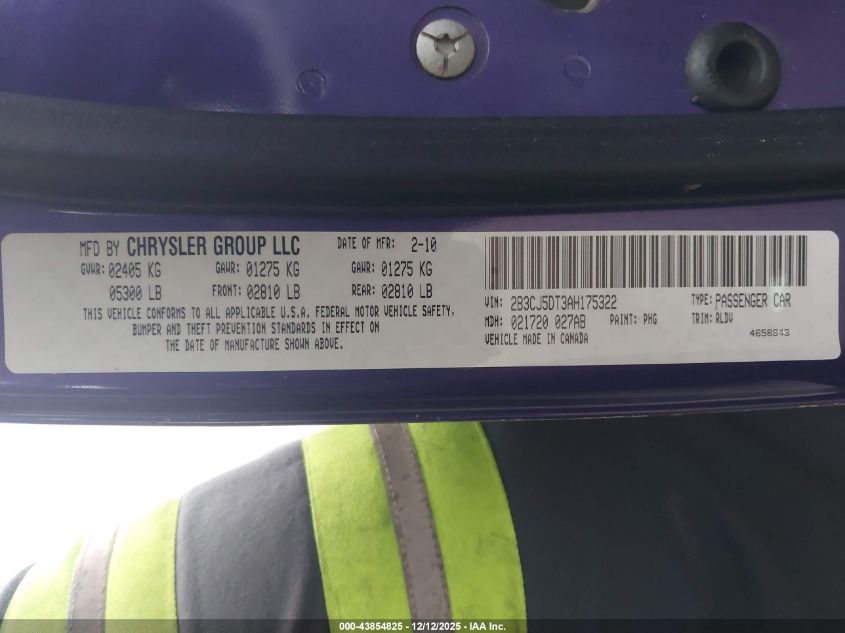 MFD BY CHRYSLER GROUP LLC DATE OF MFR: 2-10
GVWR: 02405 KG GAWR: 01275 KG GAWR: 01275 KG
05300 LB FRONT: 02810 LB REAR: 02810 LB
THIS VEHICLE CONFORMS TO ALL APPLICABLE U.S.A. FEDERAL MOTOR VEHICLE SAFETY,
BUMPER AND THEFT PREVENTION STANDARDS IN EFFECT ON
THE DATE OF MANUFACTURE SHOWN ABOVE.
VIN: 2B3CJ5DT3AH175322 TYPE: PASSENGER CAR
MDH: 021720 027AB PAINT: PHG TRIM: RLDV
VEHICLE MADE IN CANADA 4658843
000-43854825 - 12/12/2025 - IAA Inc.